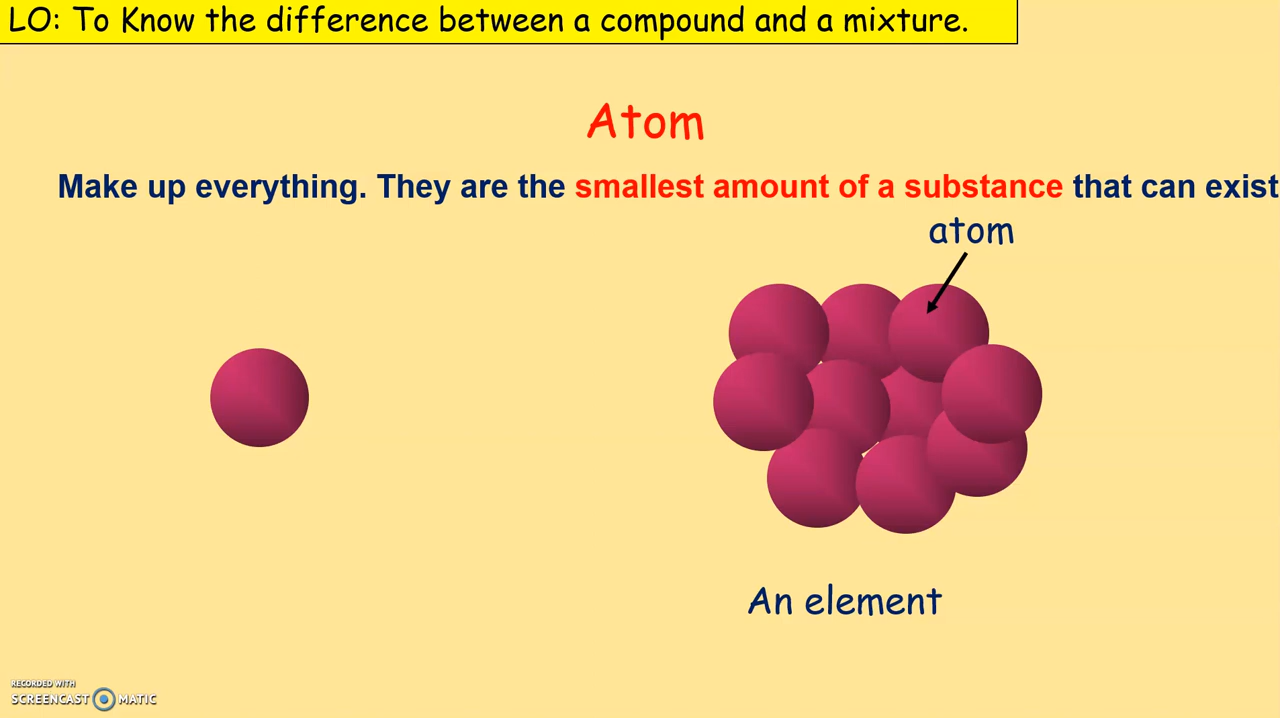 LO: To Know the difference between a compound and a mixture.
Atom
Make up everything. They are the smallest amount of a substance that can exist
atom
An element
RECORDED WITH
SCREENCAST MATIC